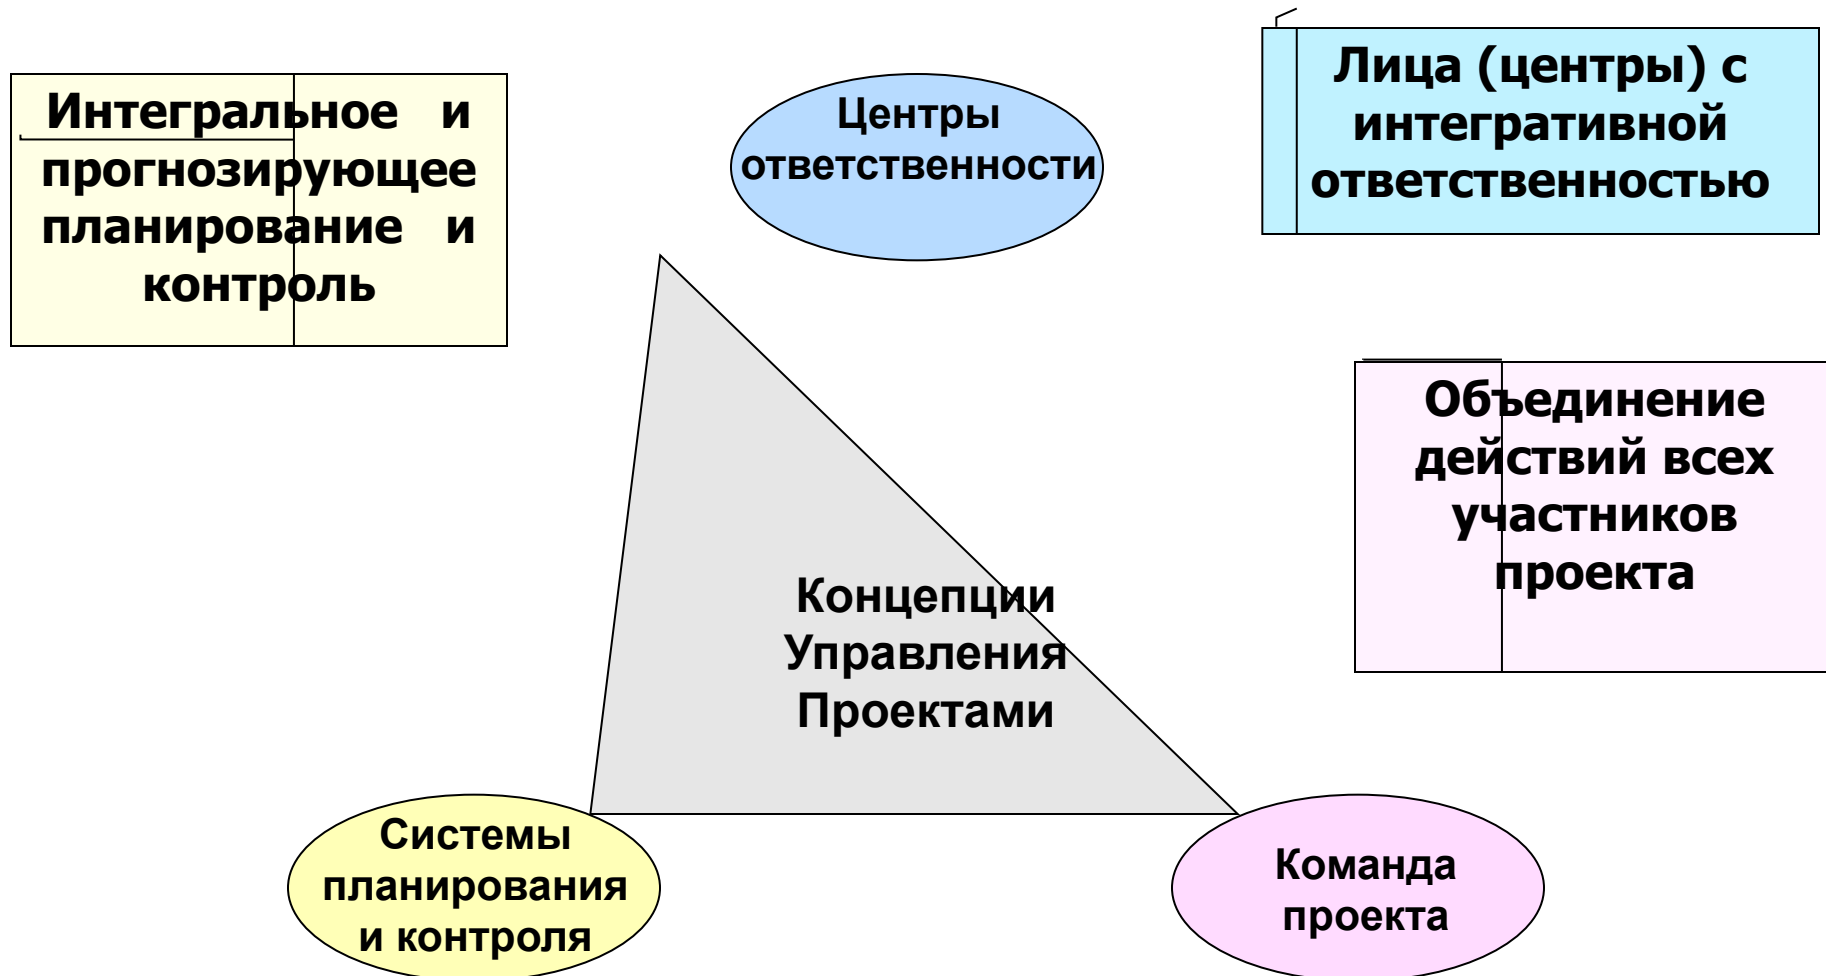 Интегральное и
прогнозирующее
планирование и
контроль
Центры
ответственности
Лица (центры) с
интегративной
ответственностью
Объединение
действий всех
участников
проекта
Концепции
Управления
Проектами
Системы
планирования
и контроля
Команда
проекта